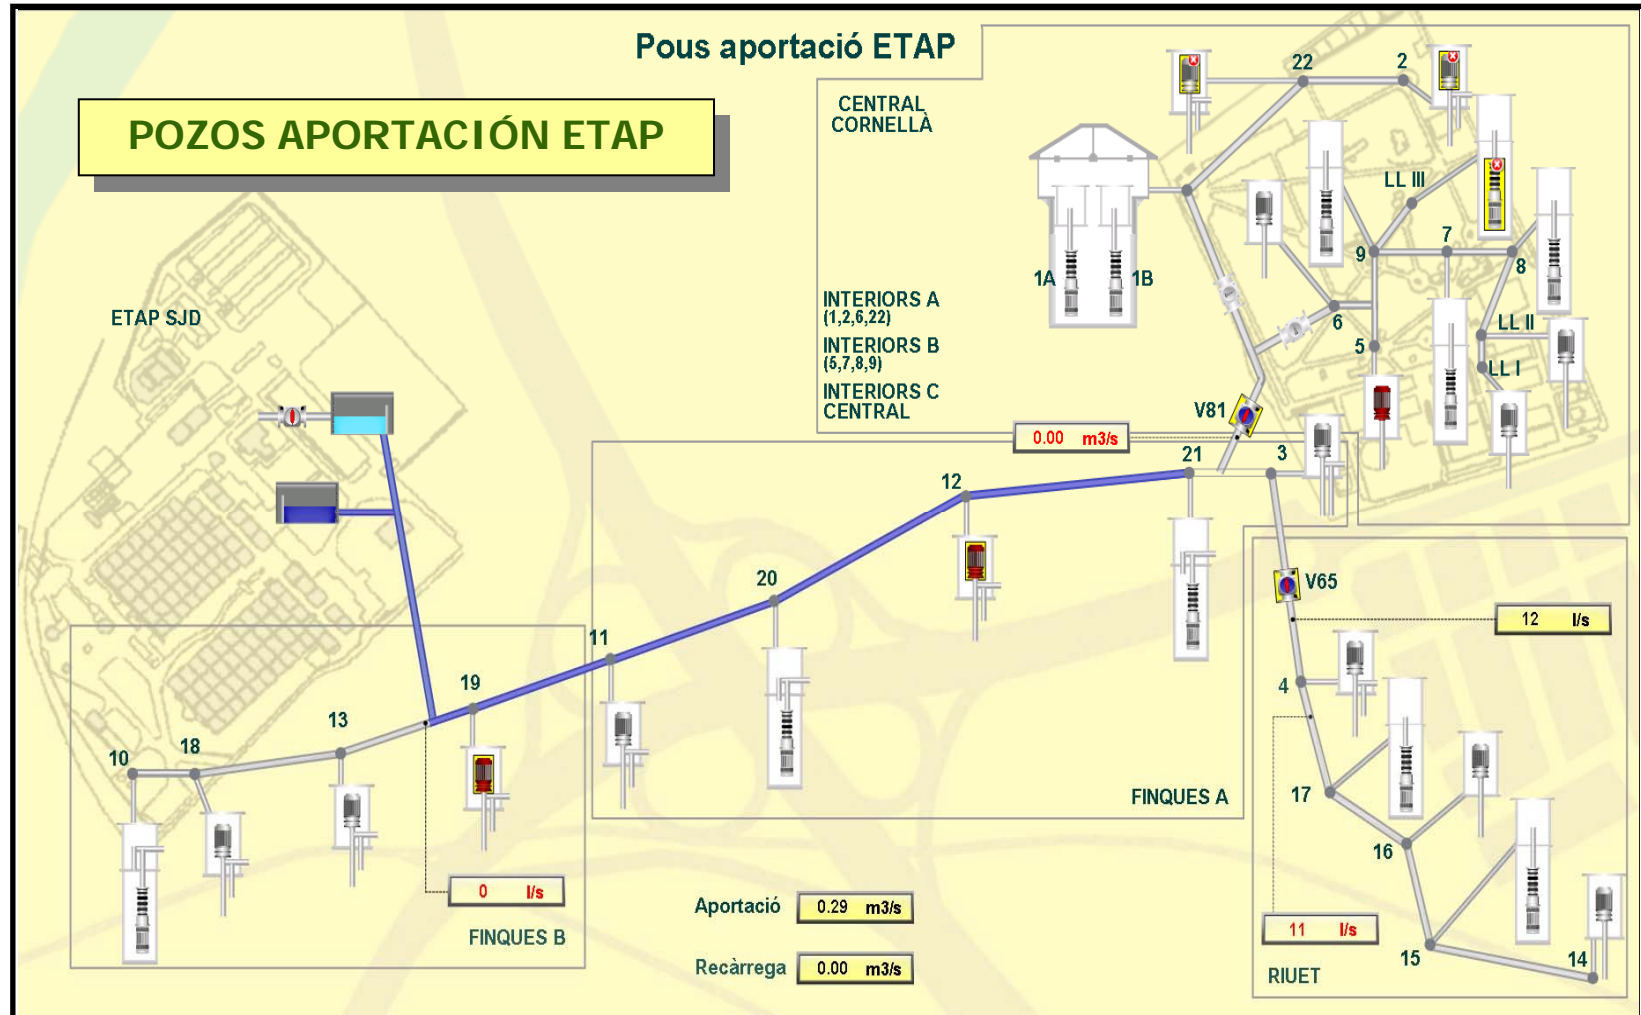 Pous aportació ETAP
POZOS APORTACIÓN ETAP
CENTRAL
CORNELLÀ
22
2
LL III
9
7
8
1A
1B
6
5
LL II
LL I
INTERIORS A
(1,2,6,22)
INTERIORS B
(5,7,8,9)
INTERIORS C
CENTRAL
ETAP SJD
V81
0.00 m3/s
21
3
12
V65
20
12 l/s
11
4
19
13
18
10
17
FINQUES A
16
0 l/s
Aportació 0.29 m3/s
FINQUES B
11 l/s
15
14
Recàrrega 0.00 m3/s
RIUET